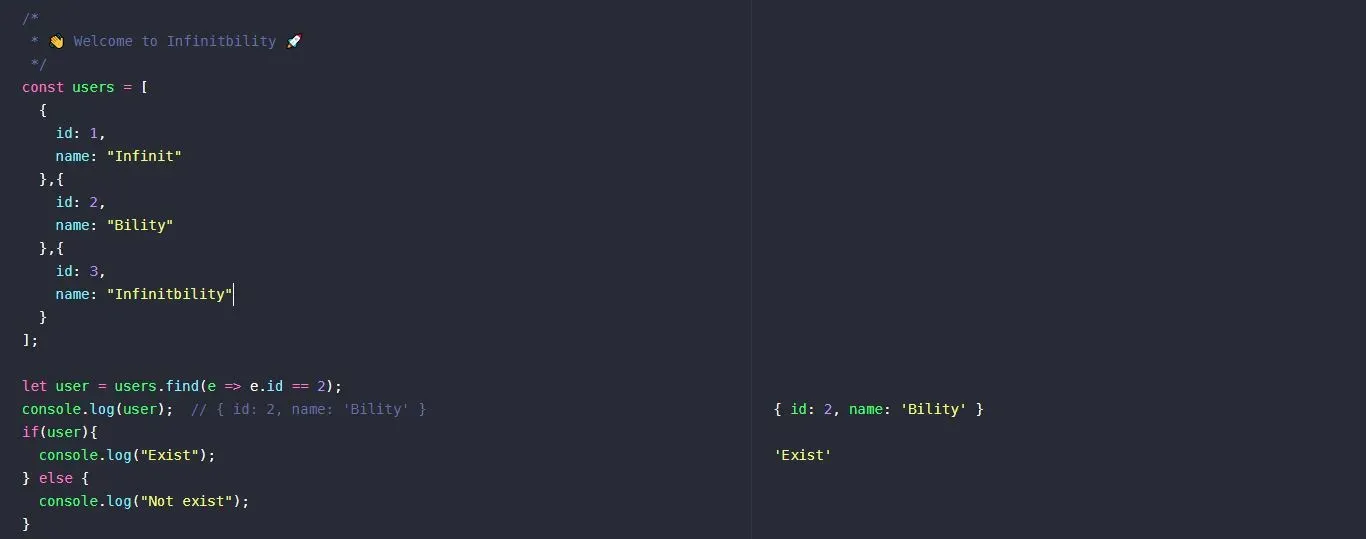 /*
 * 👋 Welcome to Infinitbility 🚀
 */
const users = [
  {
    id: 1,
    name: "Infinit"
  },{
    id: 2,
    name: "Bility"
  },{
    id: 3,
    name: "Infinitbility"
  }
];

let user = users.find(e => e.id == 2);
console.log(user);  // { id: 2, name: 'Bility' }
{ id: 2, name: 'Bility' }
if(user){
  console.log("Exist");
'Exist'
} else {
  console.log("Not exist");
}